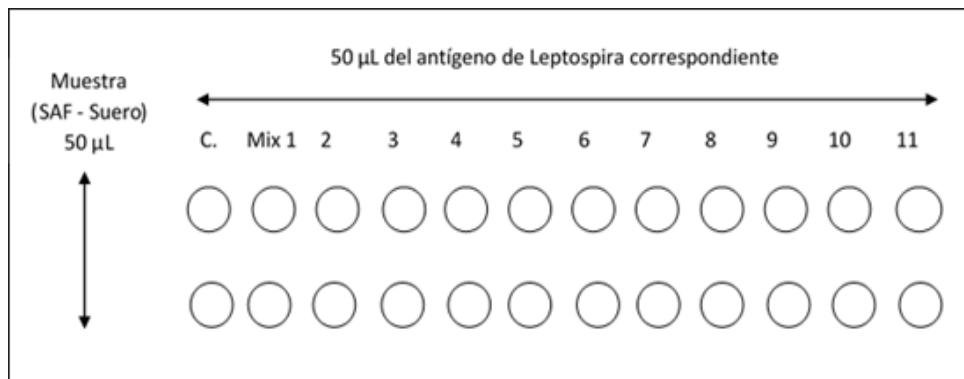 50 µL del antígeno de Leptospira correspondiente
Muestra
(SAF - Suero)
50 µL
C. Mix 1 2 3 4 5 6 7 8 9 10 11